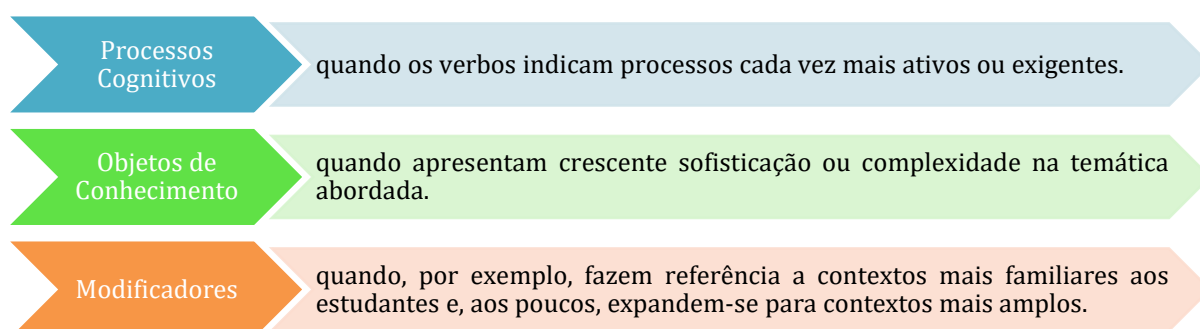 Processos
Cognitivos
quando os verbos indicam processos cada vez mais ativos ou exigentes.
Objetos de
Conhecimento
quando apresentam crescente sofisticação ou complexidade na temática
abordada.
Modificadores
quando, por exemplo, fazem referência a contextos mais familiares aos
estudantes e, aos poucos, expandem-se para contextos mais amplos.